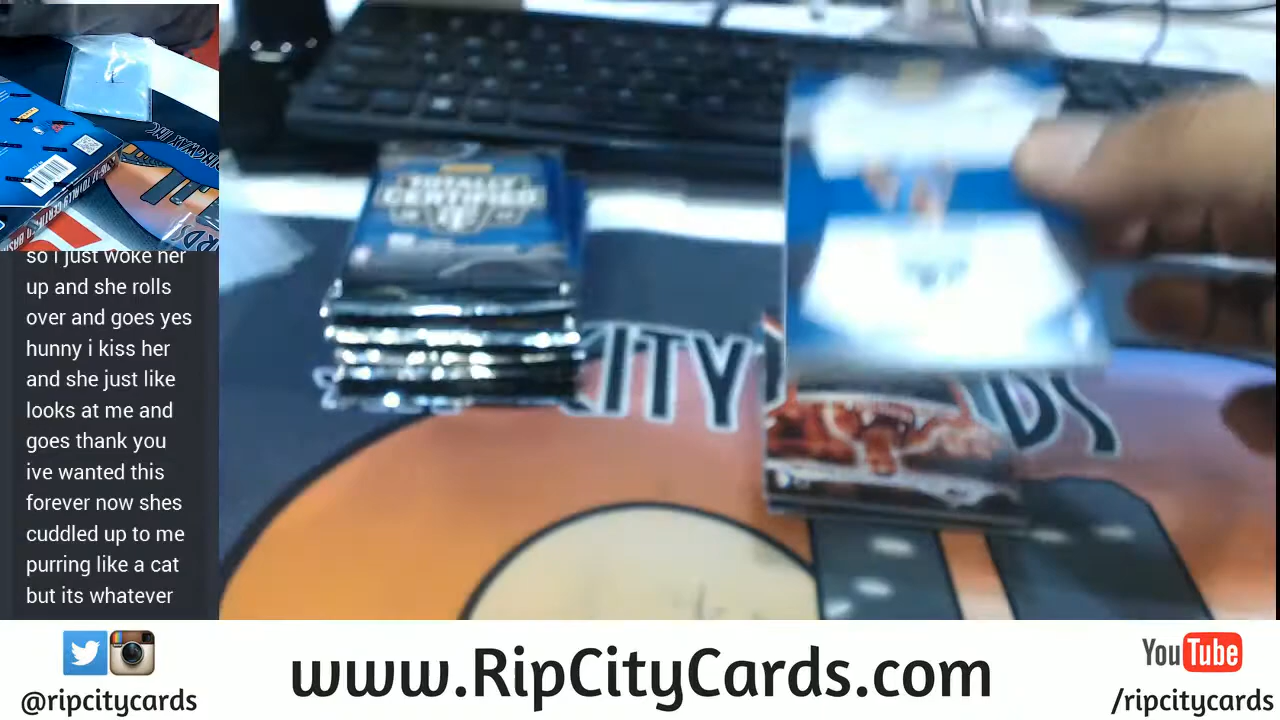 so i just woke her
up and she rolls
over and goes yes
hunny i kiss her
and she just like
looks at me and
goes thank you
ive wanted this
forever now shes
cuddled up to me
purring like a cat
but its whatever
TOTALLY
CERTIFIED
CITY
www.RipCityCards.com
@ripcitycards
YouTube
/ripcitycards